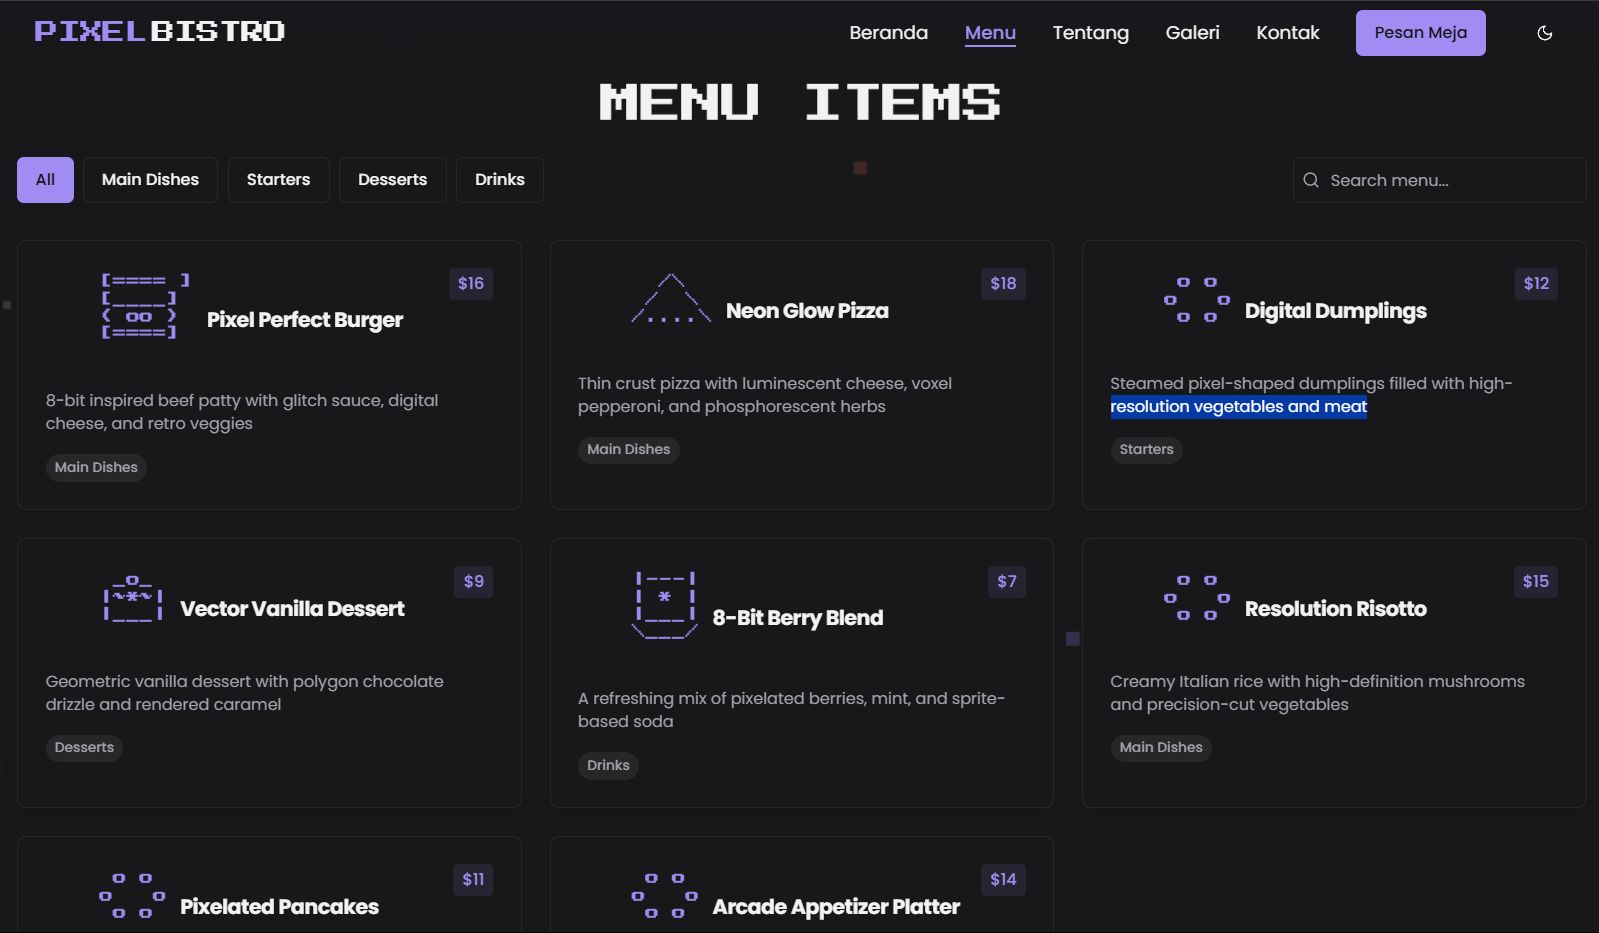 PIXELBISTRO
Beranda Menu Tentang Galeri Kontak Pesan Meja
MENU ITEMS
All Main Dishes Starters Desserts Drinks Search menu...
[==== ]
[____]
( oo )
[====]
Pixel Perfect Burger
$16
8-bit inspired beef patty with glitch sauce, digital
cheese, and retro veggies
Main Dishes
/\
/  \
/....\
Neon Glow Pizza
$18
Thin crust pizza with luminescent cheese, voxel
pepperoni, and phosphorescent herbs
Main Dishes
o o
o   o
o o
Digital Dumplings
$12
Steamed pixel-shaped dumplings filled with high-
resolution vegetables and meat
Starters
_o_
|~*~|
|___|
Vector Vanilla Dessert
$9
Geometric vanilla dessert with polygon chocolate
drizzle and rendered caramel
Desserts
|---|
| * |
|___|
\___/
8-Bit Berry Blend
$7
A refreshing mix of pixelated berries, mint, and sprite-
based soda
Drinks
o o
o   o
o o
Resolution Risotto
$15
Creamy Italian rice with high-definition mushrooms
and precision-cut vegetables
Main Dishes
o o
o   o
o o
Pixelated Pancakes
$11
o o
o   o
o o
Arcade Appetizer Platter
$14